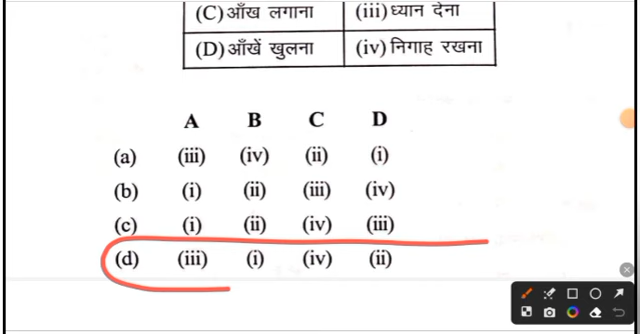 (C) आँख लगाना (iii) ध्यान देना
(D) आँखें खुलना (iv) निगाह रखना
A B C D
(a) (iii) (iv) (ii) (i)
(b) (i) (ii) (iii) (iv)
(c) (i) (ii) (iv) (iii)
(d) (iii) (i) (iv) (ii)